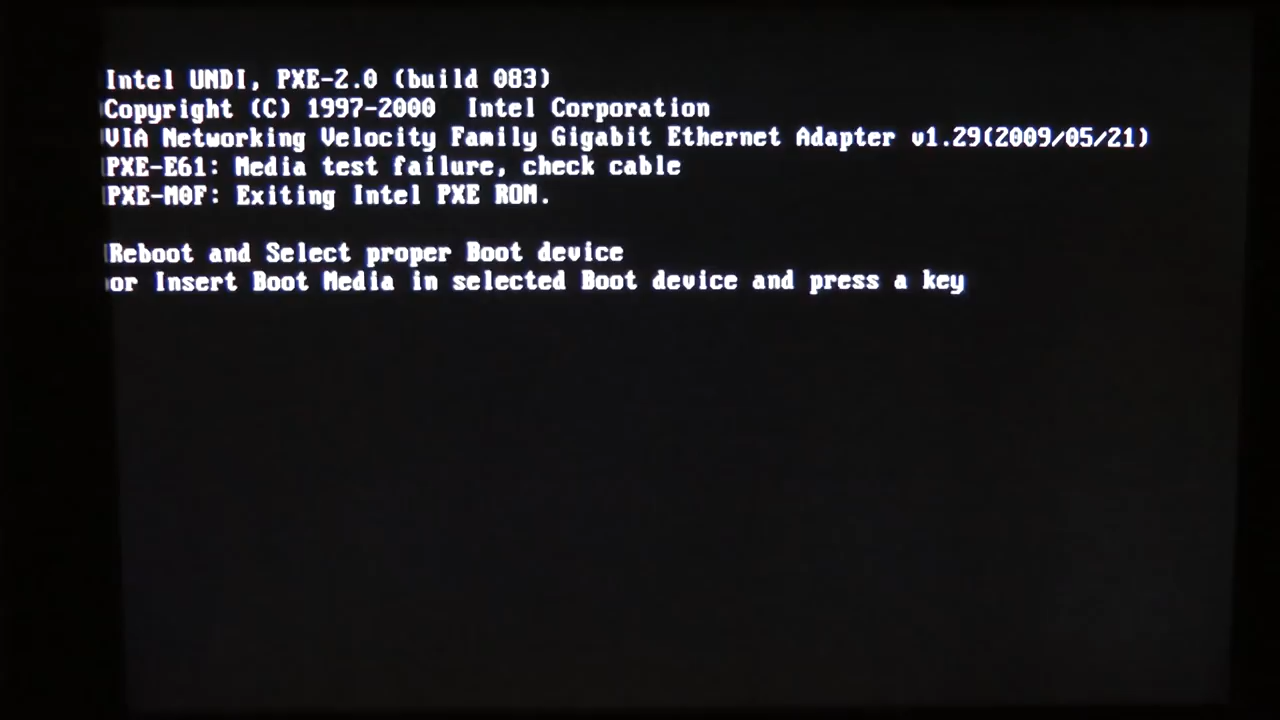 Intel UNDI, PXE-2.0 (build 083)
Copyright (C) 1997-2000  Intel Corporation
VIA Networking Velocity Family Gigabit Ethernet Adapter v1.29(2009/05/21)
PXE-E61: Media test failure, check cable
PXE-M0F: Exiting Intel PXE ROM.
Reboot and Select proper Boot device
or Insert Boot Media in selected Boot device and press a key